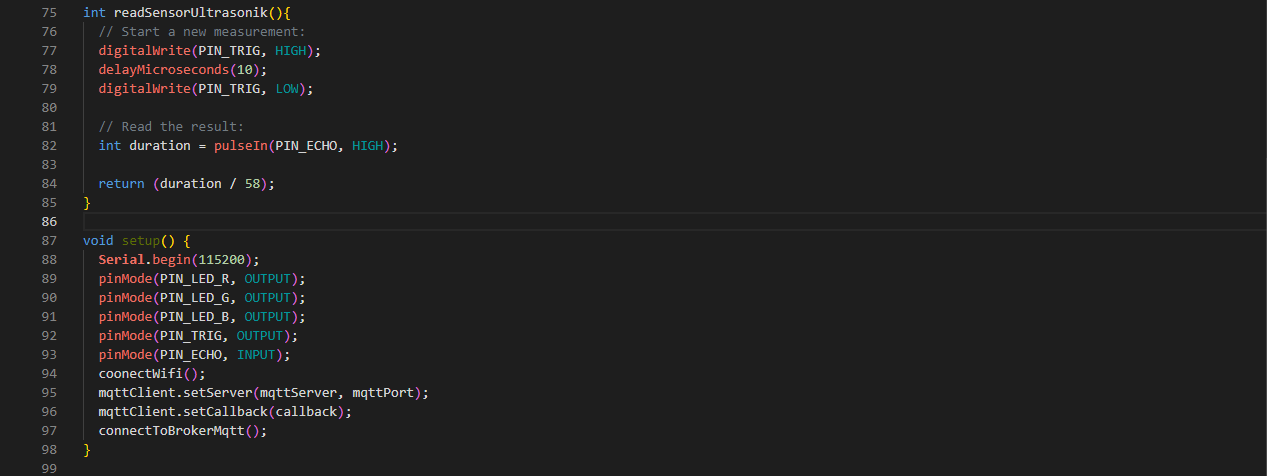 75 int readSensorUltrasonik(){
76 // Start a new measurement:
77 digitalWrite(PIN_TRIG, HIGH);
78 delayMicroseconds(10);
79 digitalWrite(PIN_TRIG, LOW);
80
81 // Read the result:
82 int duration = pulseIn(PIN_ECHO, HIGH);
83
84 return (duration / 58);
85 }
86
87 void setup() {
88 Serial.begin(115200);
89 pinMode(PIN_LED_R, OUTPUT);
90 pinMode(PIN_LED_G, OUTPUT);
91 pinMode(PIN_LED_B, OUTPUT);
92 pinMode(PIN_TRIG, OUTPUT);
93 pinMode(PIN_ECHO, INPUT);
94 coonectWifi();
95 mqttClient.setServer(mqttServer, mqttPort);
96 mqttClient.setCallback(callback);
97 connectToBrokerMqtt();
98 }
99